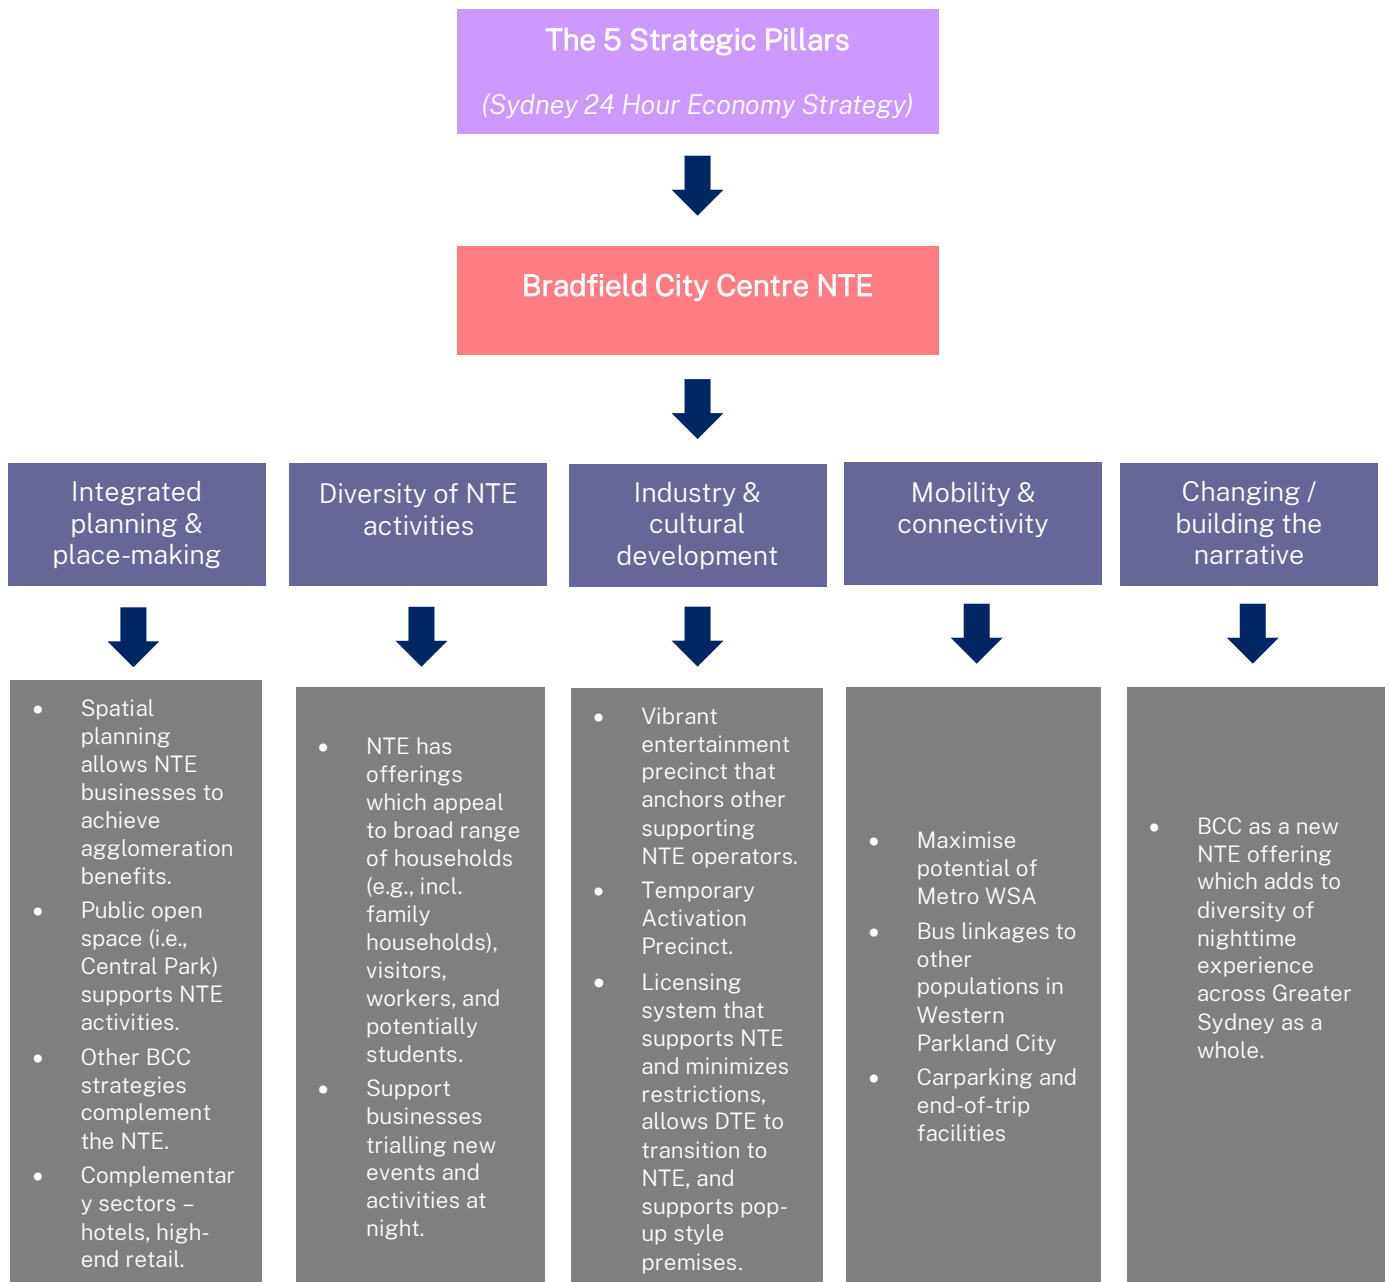 The 5 Strategic Pillars
(Sydney 24 Hour Economy Strategy)
Bradfield City Centre NTE
Integrated
planning &
place-making
Diversity of NTE
activities
Industry &
cultural
development
Mobility &
connectivity
Changing /
building the
narrative
• Spatial
planning
allows NTE
businesses to
achieve
agglomeration
benefits.
• Public open
space (i.e.,
Central Park)
supports NTE
activities.
• Other BCC
strategies
complement
the NTE.
• Complementar
y sectors –
hotels, high-
end retail.
• NTE has
offerings
which appeal
to broad range
of households
(e.g., incl.
family
households),
visitors,
workers, and
potentially
students.
• Support
businesses
trialling new
events and
activities at
night.
• Vibrant
entertainment
precinct that
anchors other
supporting
NTE operators.
• Temporary
Activation
Precinct.
• Licensing
system that
supports NTE
and minimizes
restrictions,
allows DTE to
transition to
NTE, and
supports pop-
up style
premises.
• Maximise
potential of
Metro WSA
• Bus linkages to
other
populations in
Western
Parkland City
• Carparking and
end-of-trip
facilities
• BCC as a new
NTE offering
which adds to
diversity of
nighttime
experience
across Greater
Sydney as a
whole.